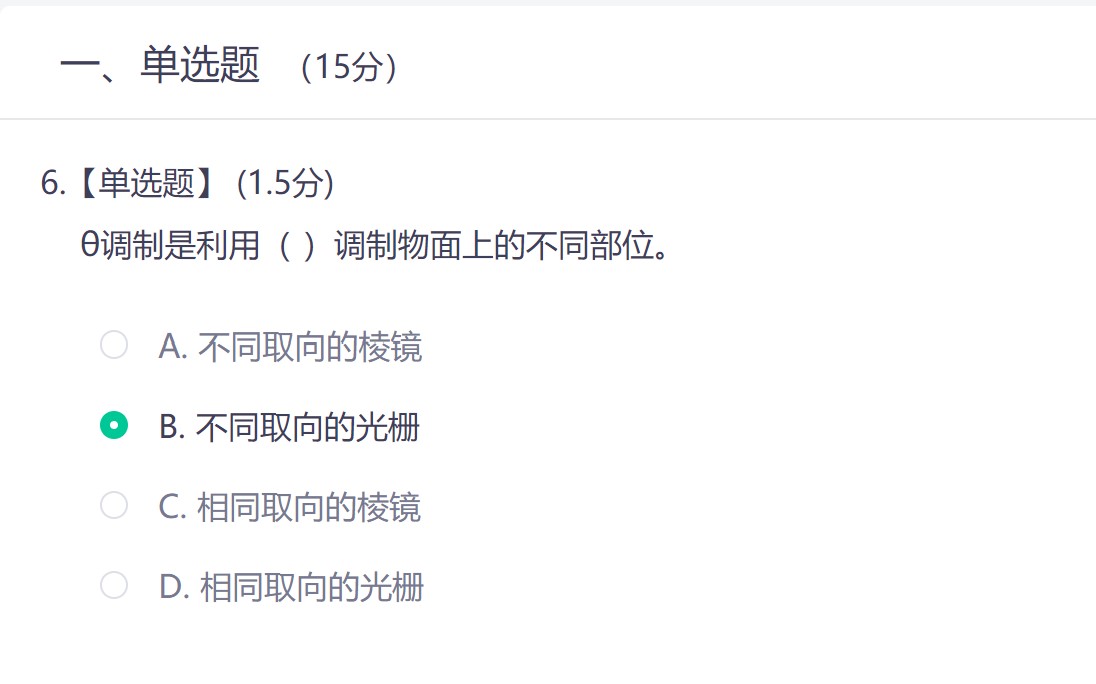 一、单选题 （15分）
6.【单选题】 (1.5分)
θ调制是利用（ ）调制物面上的不同部位。
A. 不同取向的棱镜
B. 不同取向的光栅
C. 相同取向的棱镜
D. 相同取向的光栅